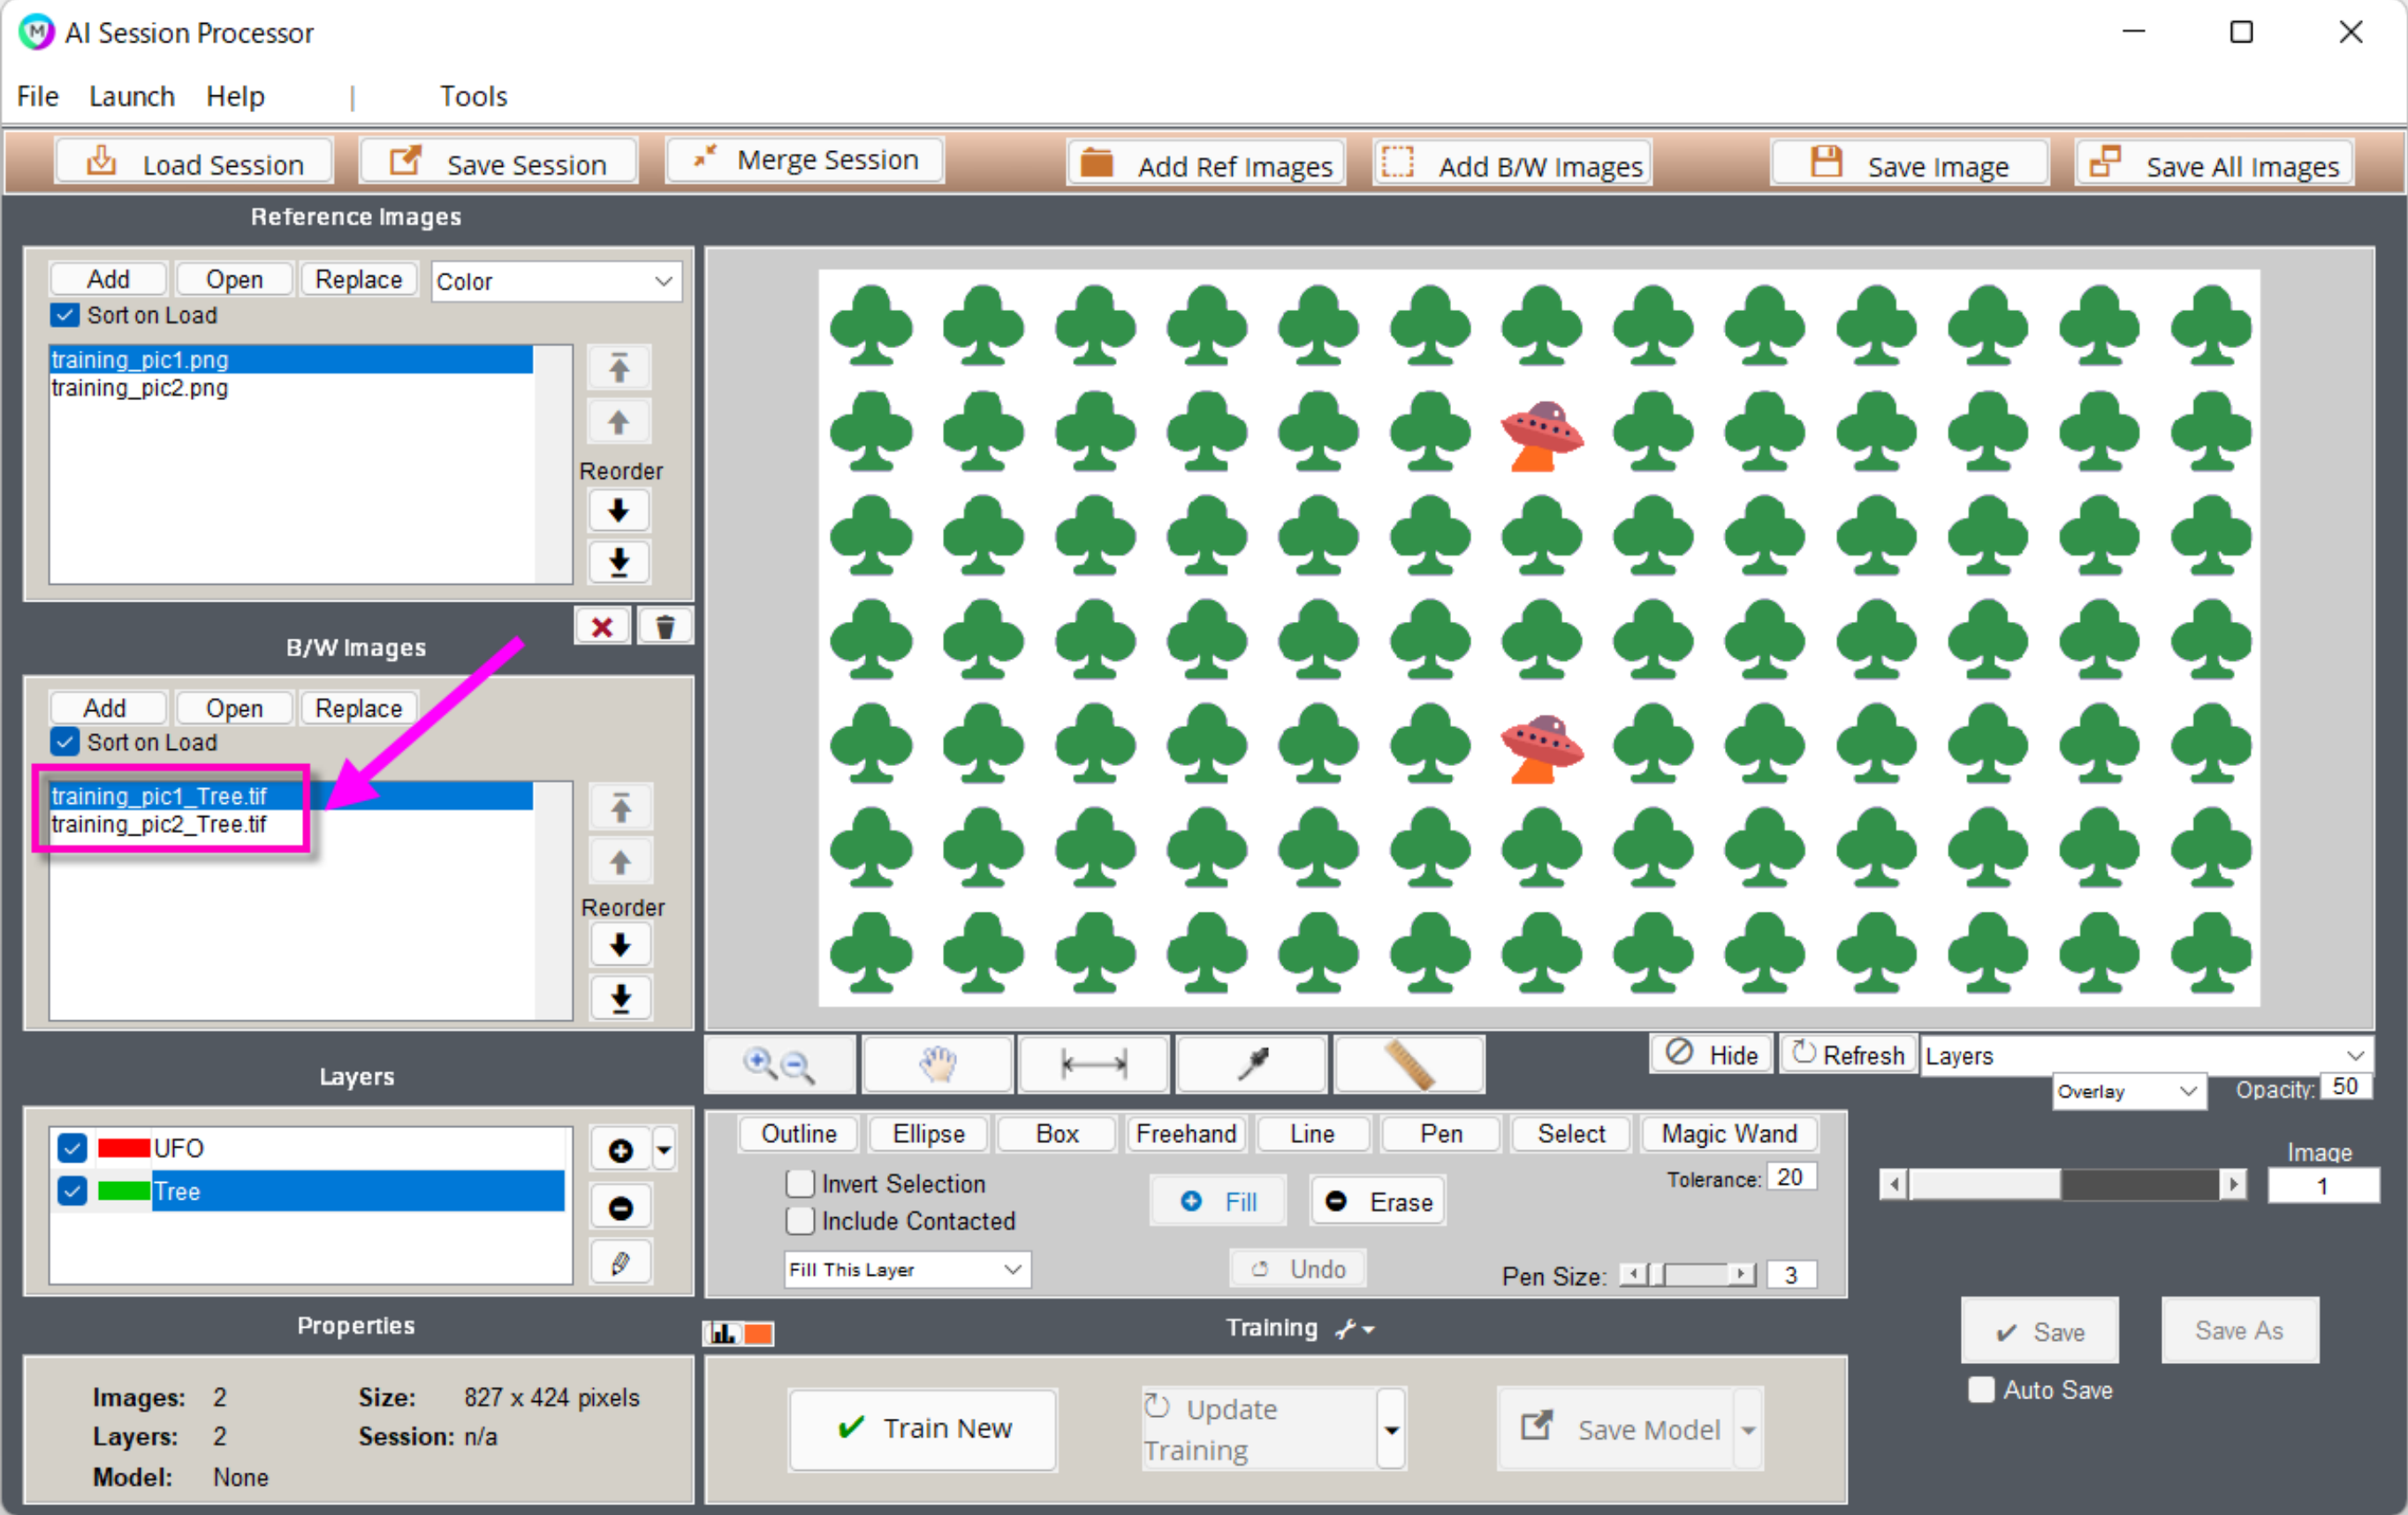 AI Session Processor
File Launch Help | Tools
Load Session Save Session Merge Session Add Ref Images Add B/W Images Save Image Save All Images
Reference Images
Add Open Replace Color
Sort on Load
training_pic1.png
training_pic2.png
Reorder
B/W Images
Add Open Replace
Sort on Load
training_pic1_Tree.tif
training_pic2_Tree.tif
Reorder
Layers
UFO
Tree
Properties
Images: 2 Size: 827 x 424 pixels
Layers: 2 Session: n/a
Model: None
Hide Refresh Layers
Overlay Opacity: 50
Outline Ellipse Box Freehand Line Pen Select Magic Wand
Invert Selection Fill Erase Tolerance: 20
Include Contacted
Fill This Layer Undo Pen Size: 3
Image
1
Training
Train New
Update
Training
Save Model
Save Save As
Auto Save